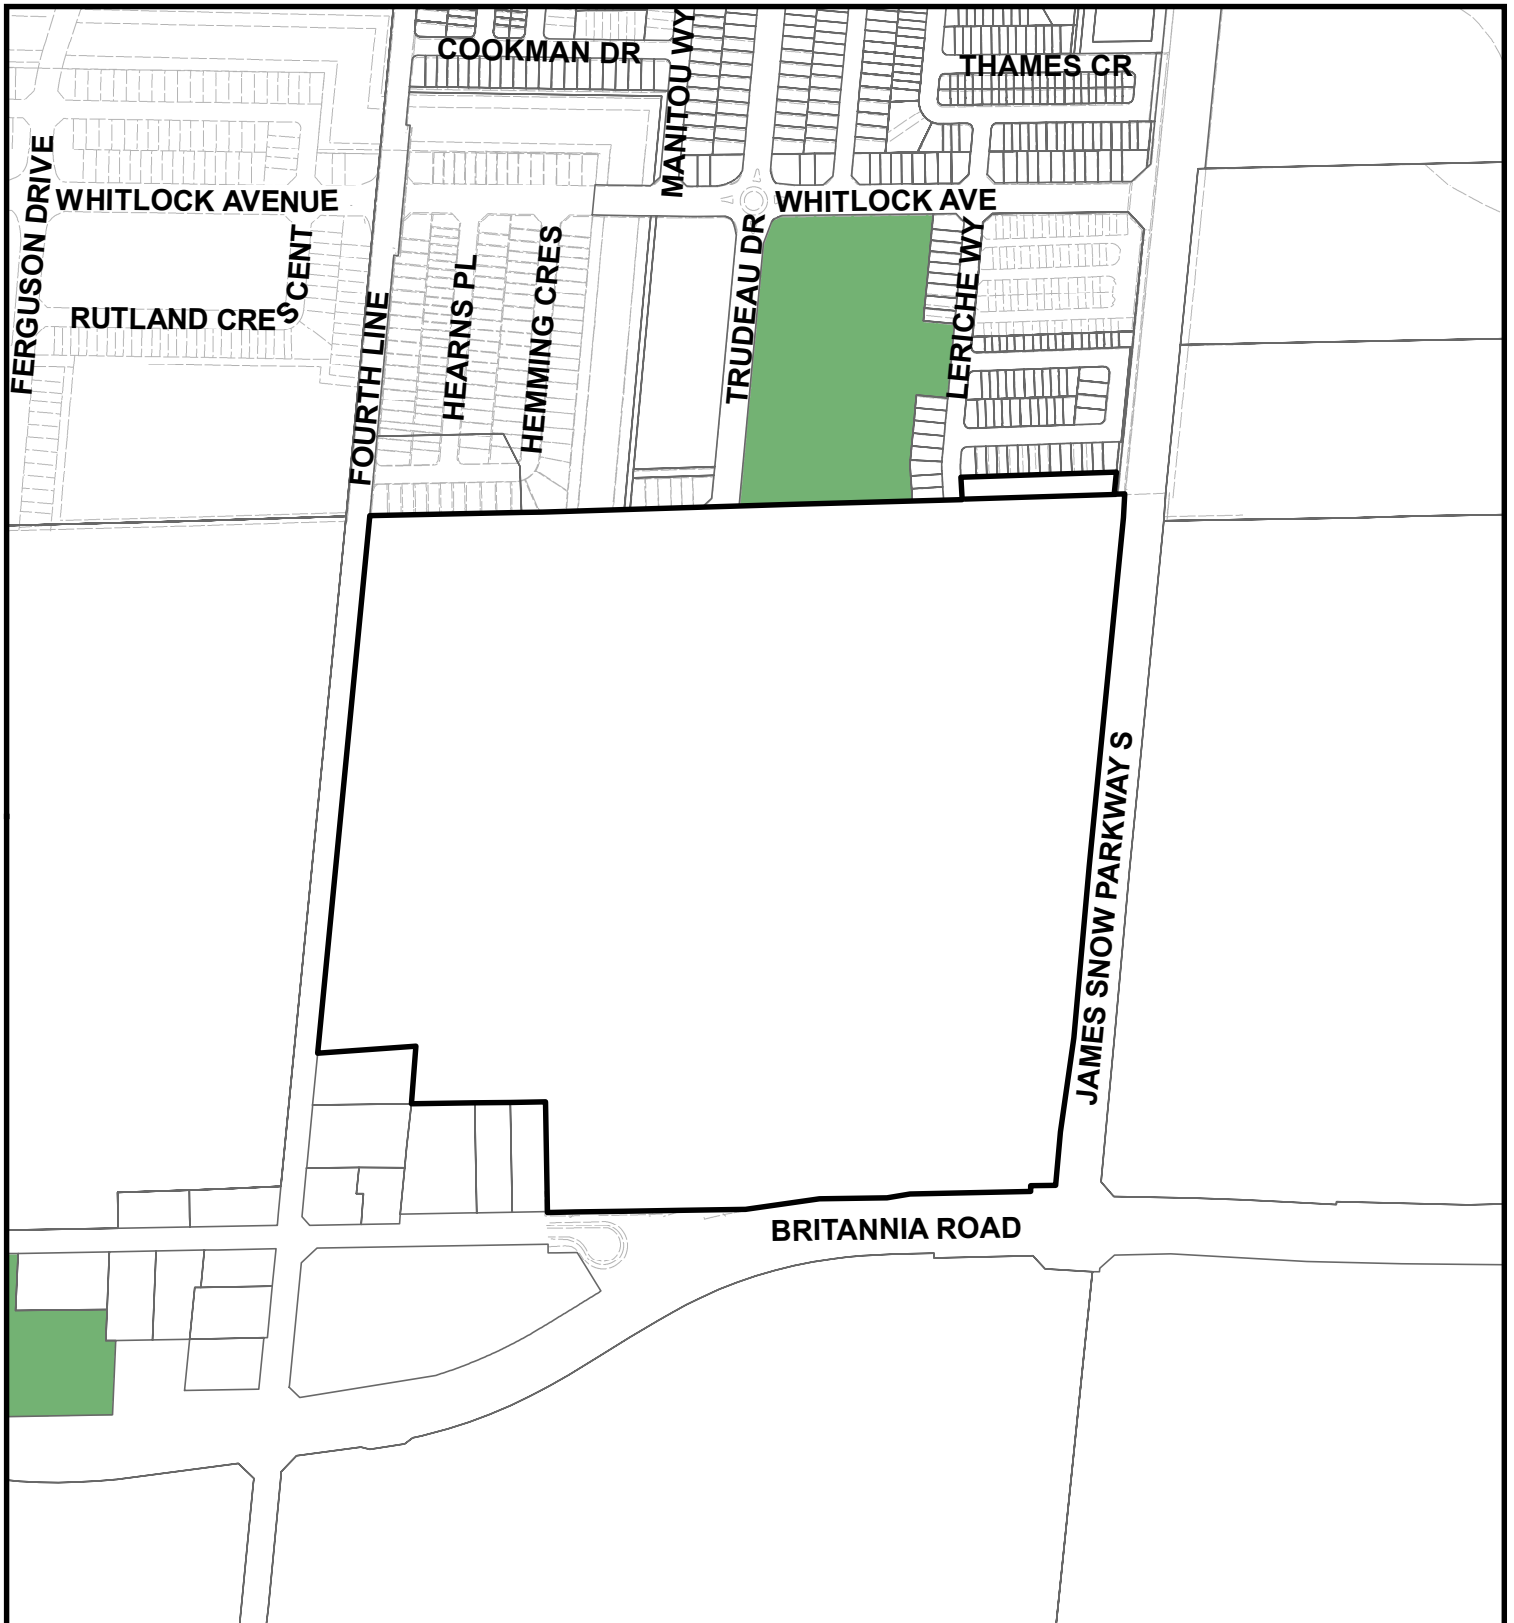 COOKMAN DR
MANITOU WY
THAMES CR
FERGUSON DRIVE
WHITLOCK AVENUE
WHITLOCK AVE
RUTLAND CRESCENT
FOURTH LINE
HEARNS PL
HEMMING CRES
TRUDEAU DR
LERICHE WY
JAMES SNOW PARKWAY S
BRITANNIA ROAD